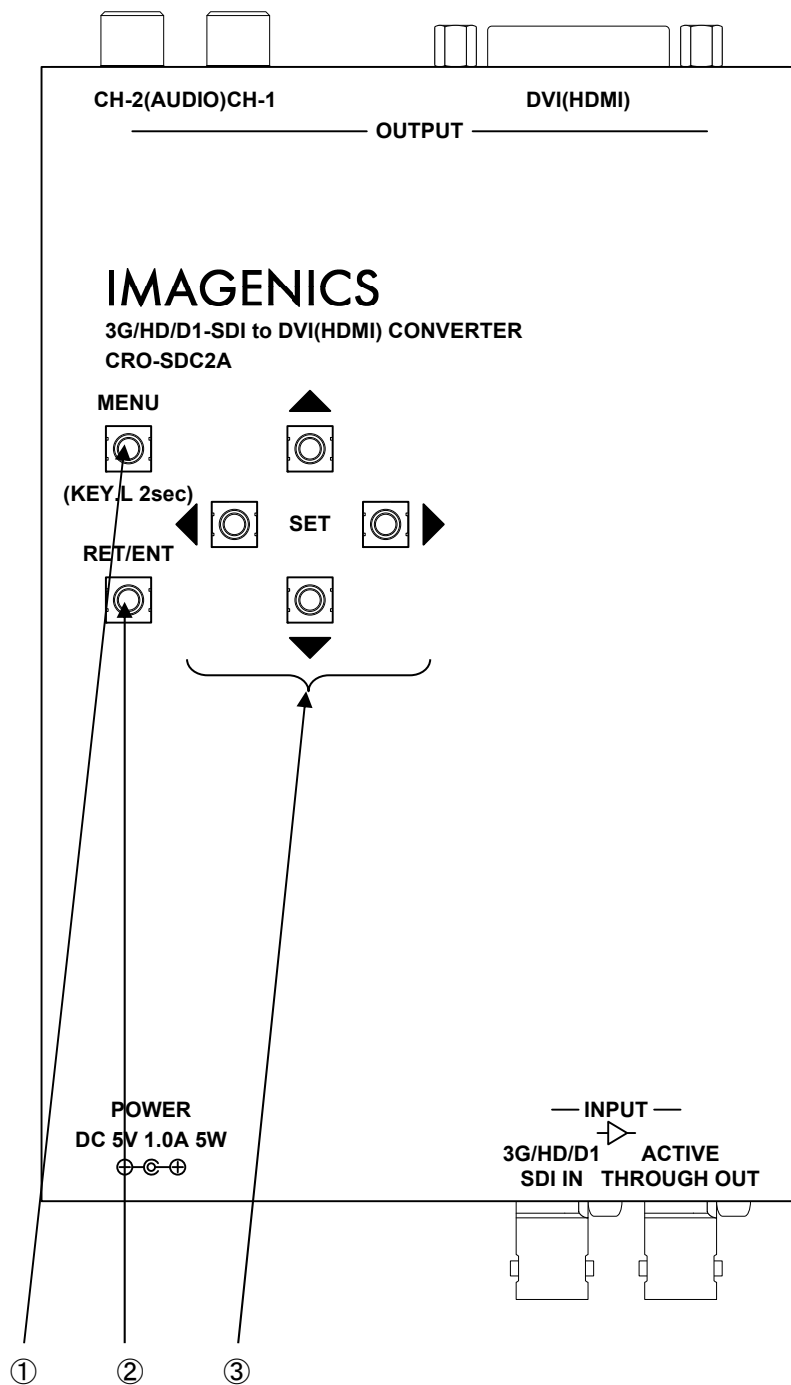 CH-2(AUDIO)CH-1
DVI(HDMI)
OUTPUT
IMAGENICS
3G/HD/D1-SDI to DVI(HDMI) CONVERTER
CRO-SDC2A
MENU
(KEY.L 2sec)
SET
RET/ENT
POWER
DC 5V 1.0A 5W
INPUT
3G/HD/D1
SDI IN
ACTIVE
THROUGH OUT
① ② ③